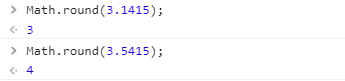 > Math.round(3.1415);
<· 3
> Math.round(3.5415);
<· 4